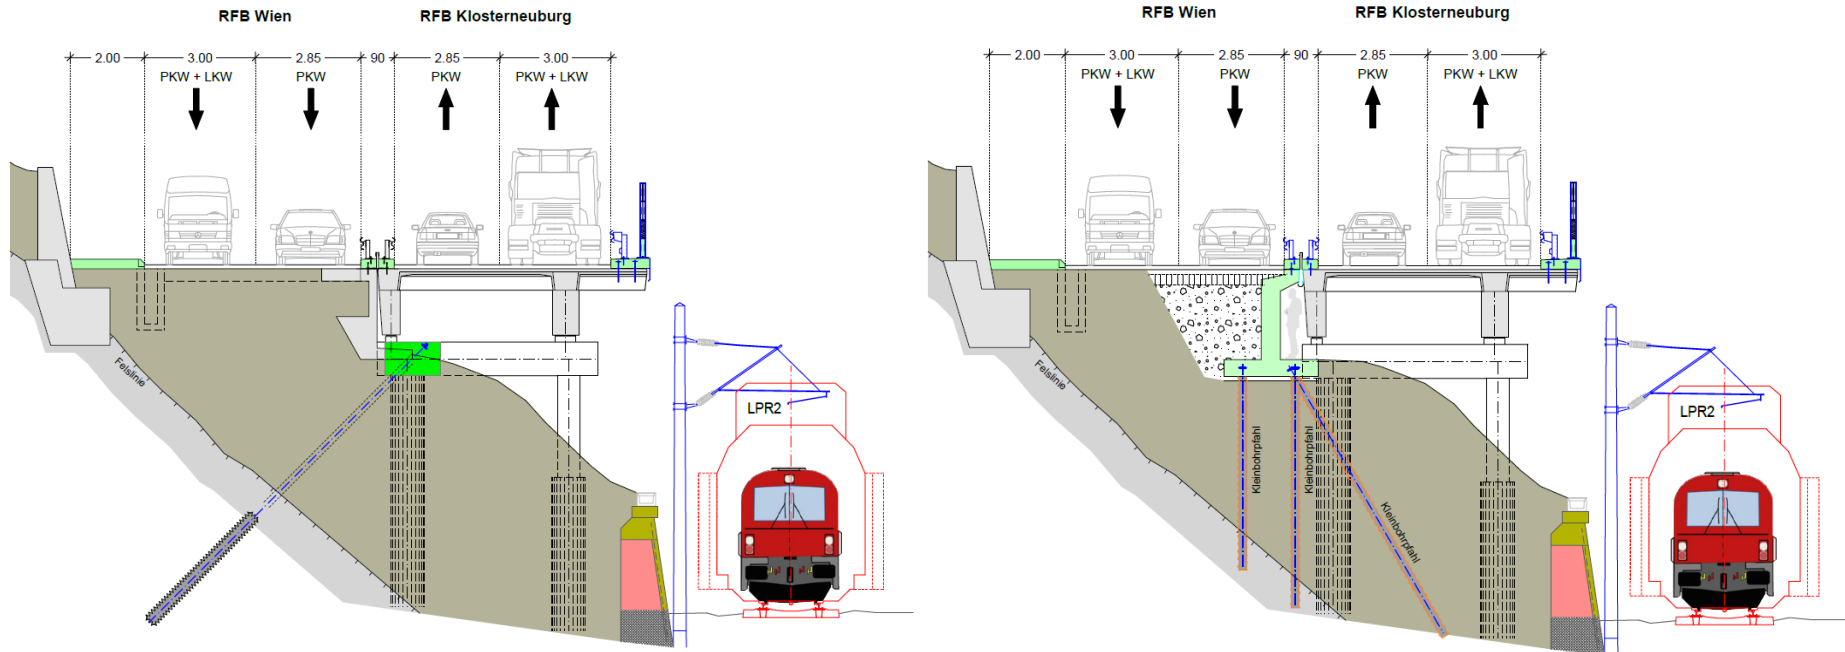 RFB Wien
RFB Klosterneuburg
2.00
3.00
2.85
90
2.85
3.00
PKW + LKW
PKW
PKW
PKW + LKW
Felslinie
LPR2
RFB Wien
RFB Klosterneuburg
2.00
3.00
2.85
90
2.85
3.00
PKW + LKW
PKW
PKW
PKW + LKW
Felslinie
Kleinbohrpfahl
Kleinbohrpfahl
Kleinbohrpfahl
LPR2